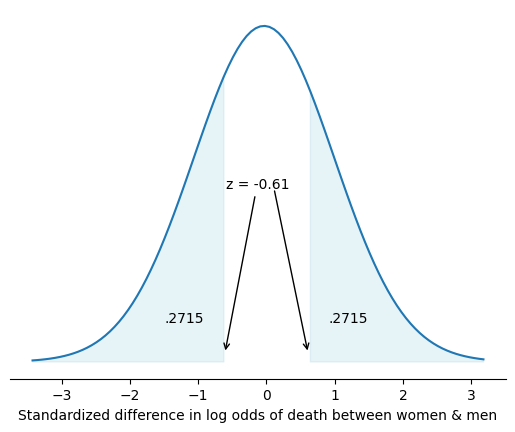 z = -0.61
.2715 .2715
−3 −2 −1 0 1 2 3
Standardized difference in log odds of death between women & men